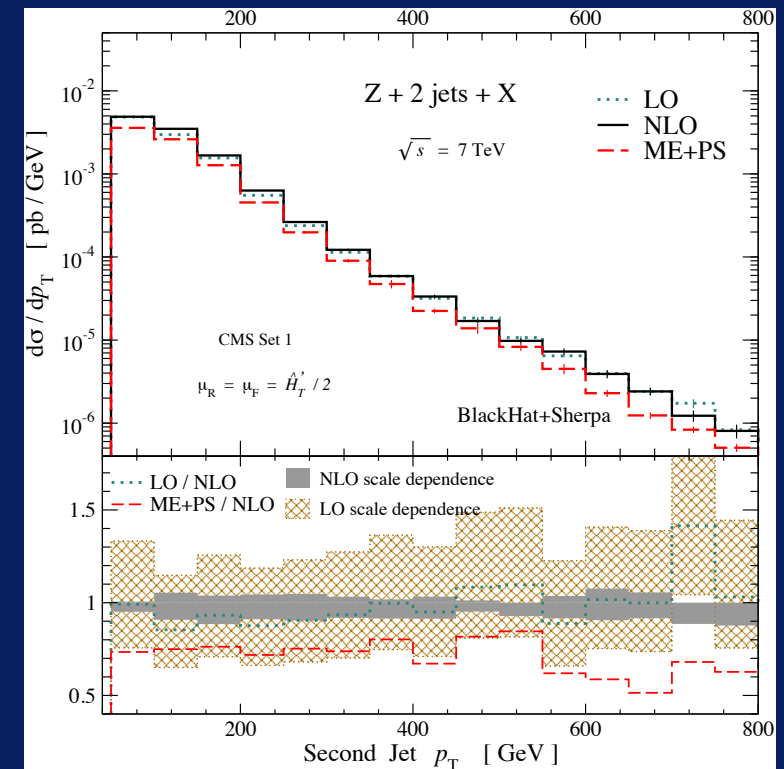 200 400 600 800
10^-2
10^-3
10^-4
10^-5
10^-6
dσ / dp_T [ pb / GeV ]
Z + 2 jets + X
√s = 7 TeV
LO
NLO
ME+PS
CMS Set 1
μ_R = μ_F = Ĥ_T' / 2
BlackHat+Sherpa
LO / NLO
ME+PS / NLO
NLO scale dependence
LO scale dependence
1.5
1
0.5
200 400 600 800
Second Jet p_T [ GeV ]